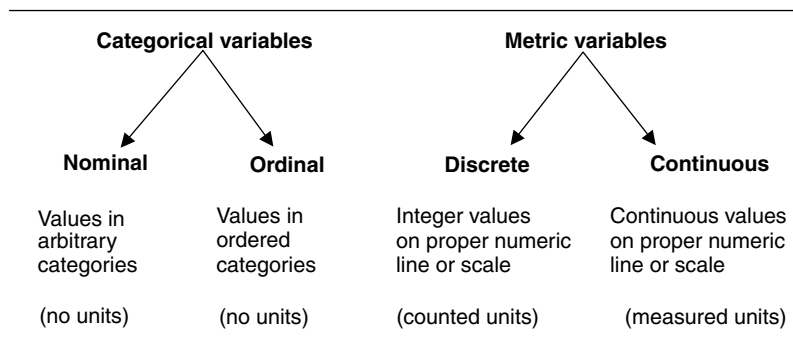 Categorical variables
Metric variables
Nominal
Ordinal
Discrete
Continuous
Values in
arbitrary
categories
(no units)
Values in
ordered
categories
(no units)
Integer values
on proper numeric
line or scale
(counted units)
Continuous values
on proper numeric
line or scale
(measured units)